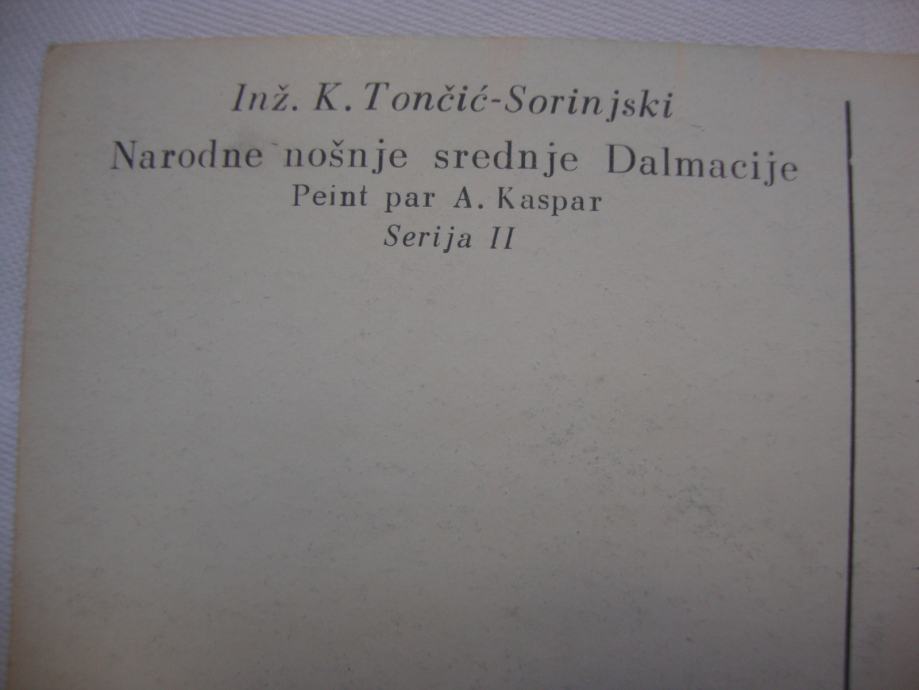 Inž. K. Tončić-Sorinjski
Narodne nošnje srednje Dalmacije
Peint par A. Kaspar
Serija II